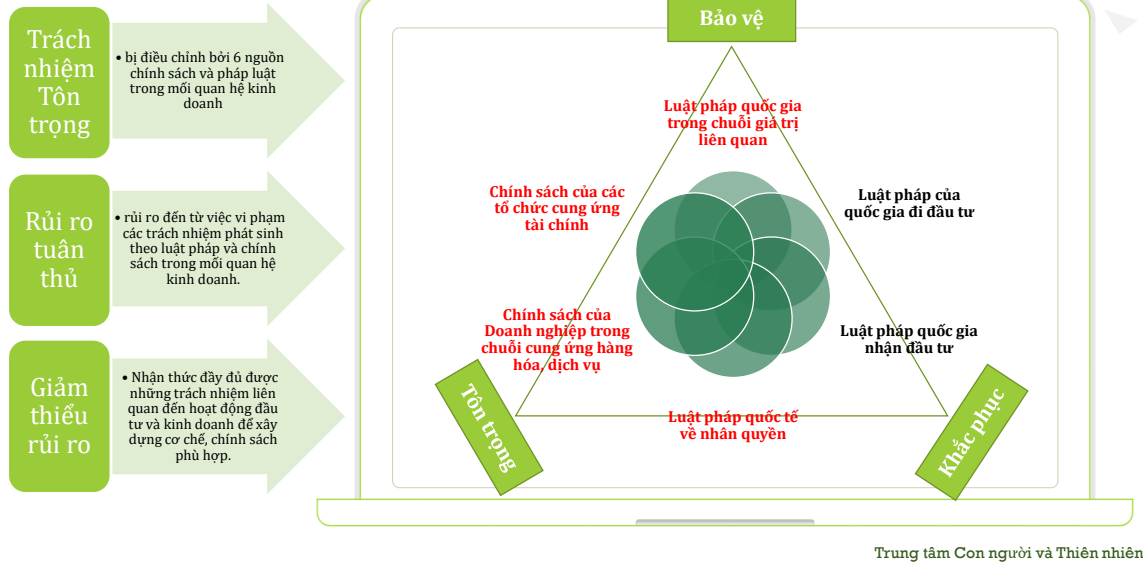 Trách
nhiệm
Tôn
trọng
• bị điều chỉnh bởi 6 nguồn
chính sách và pháp luật
trong mối quan hệ kinh
doanh
Rủi ro
tuân
thủ
• rủi ro đến từ việc vi phạm
các trách nhiệm phát sinh
theo luật pháp và chính
sách trong mối quan hệ
kinh doanh.
Giảm
thiểu
rủi ro
• Nhận thức đầy đủ được
những trách nhiệm liên
quan đến hoạt động đầu
tư và kinh doanh để xây
dựng cơ chế, chính sách
phù hợp.
Bảo vệ
Luật pháp quốc gia
trong chuỗi giá trị
liên quan
Chính sách của các
tổ chức cung ứng
tài chính
Luật pháp của
quốc gia đi đầu tư
Chính sách của
Doanh nghiệp trong
chuỗi cung ứng hàng
hóa, dịch vụ
Luật pháp quốc gia
nhận đầu tư
Luật pháp quốc tế
về nhân quyền
Tôn trọng
Khắc phục
Trung tâm Con người và Thiên nhiên